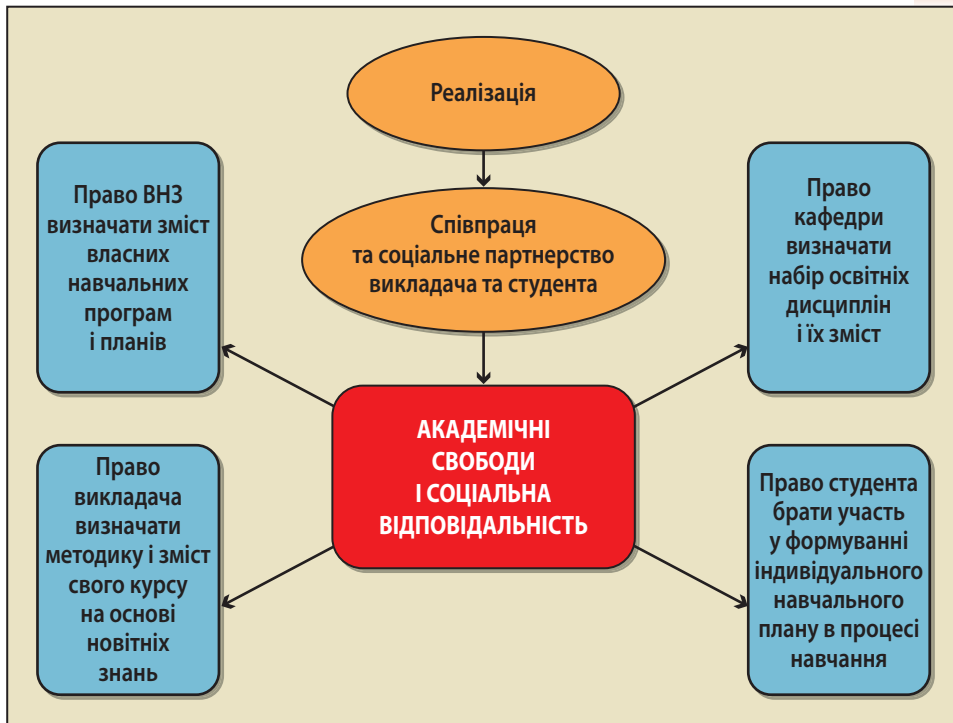 Реалізація
Співпраця
та соціальне партнерство
викладача та студента
Право ВНЗ
визначати зміст
власних
навчальних
програм
і планів
Право
кафедри
визначати
набір освітніх
дисциплін
і їх зміст
АКАДЕМІЧНІ
СВОБОДИ
І СОЦІАЛЬНА
ВІДПОВІДАЛЬНІСТЬ
Право
викладача
визначати
методику і зміст
свого курсу
на основі
новітніх
знань
Право студента
брати участь
у формуванні
індивідуального
навчального
плану в процесі
навчання